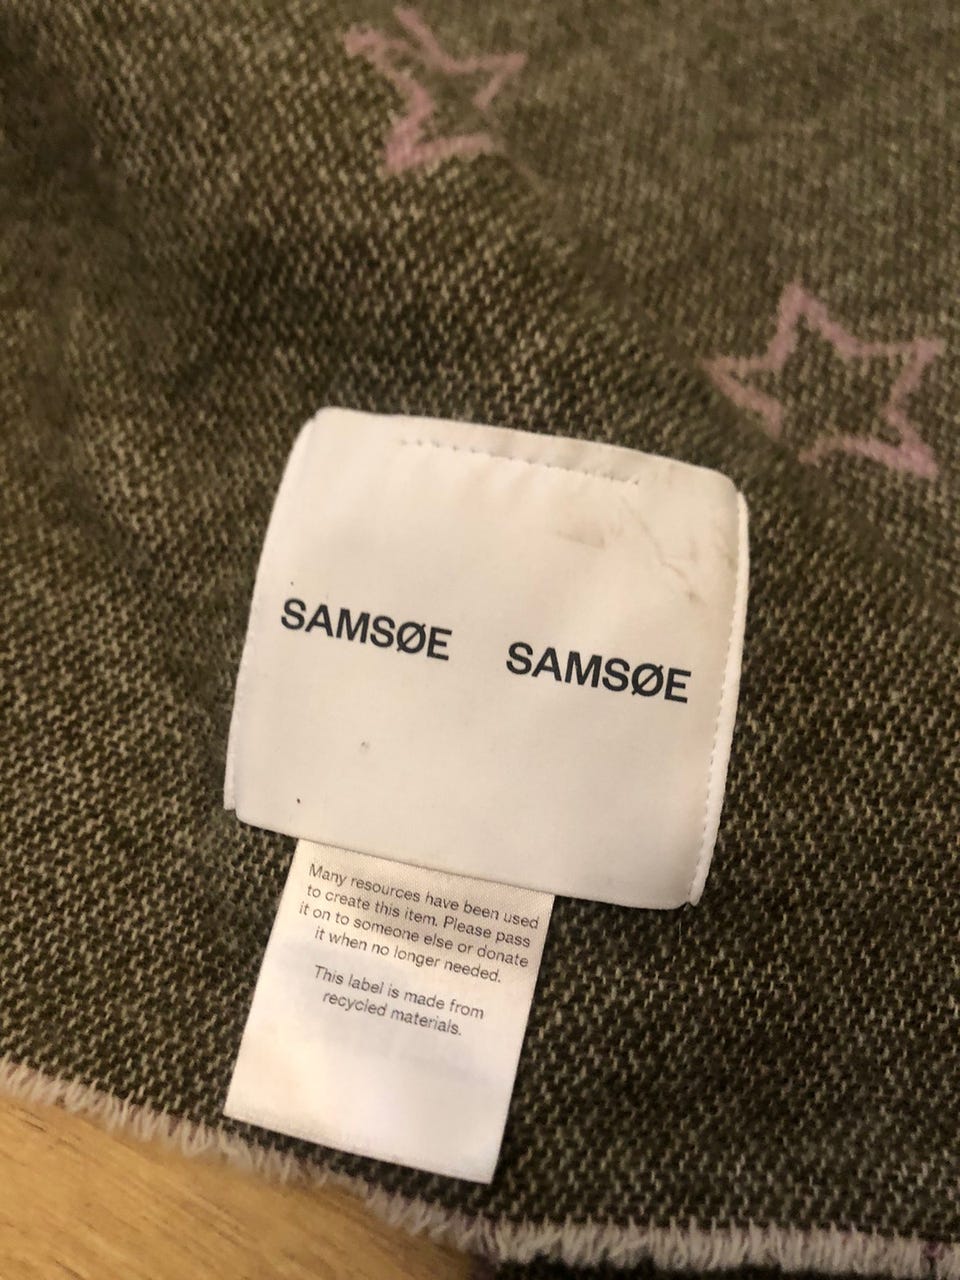 SAMSØE SAMSØE
Many resources have been used
to create this item. Please pass
it on to someone else or donate
it when no longer needed.
This label is made from
recycled materials.